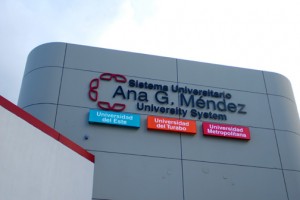 Sistema Universitario
Ana G. Méndez
University System
Universidad
del Este
Universidad
del Turabo
Universidad
Metropolitana